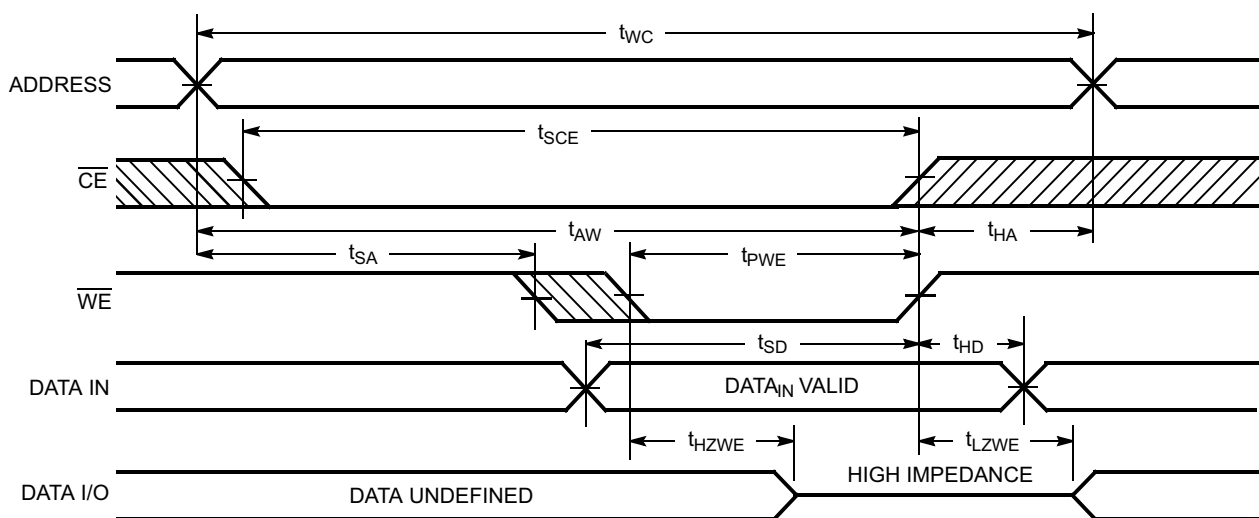 tWC
ADDRESS
tSCE
CE
tAW
tHA
tSA
tPWE
WE
tSD
tHD
DATA IN
DATAIN VALID
tHZWE
tLZWE
HIGH IMPEDANCE
DATA I/O
DATA UNDEFINED